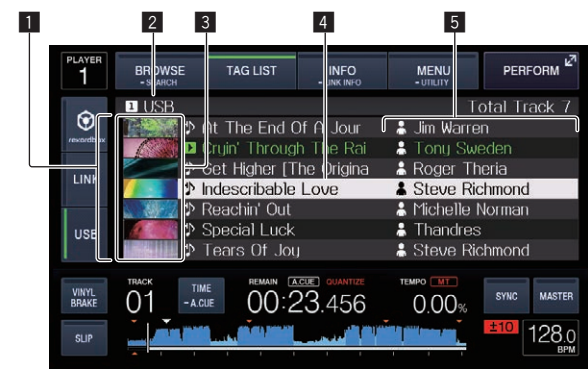 1 2 3 4 5
PLAYER 1
BROWSE
- SEARCH
TAG LIST
INFO
- LINK INFO
MENU
- UTILITY
PERFORM
1 USB
Total Track 7
rekordbox
LINK
USB
At The End Of A Jour Jim Warren
Cryin' Through The Rai Tony Sweden
Get Higher [The Origina Roger Theria
Indescribable Love Steve Richmond
Reachin' Out Michelle Norman
Special Luck Thandres
Tears Of Joy Steve Richmond
VINYL BRAKE
TRACK
01
TIME
- A.CUE
REMAIN A.CUE QUANTIZE
00:23.456
TEMPO MT
0.00%
SYNC
MASTER
SLIP
±10
128.0
BPM